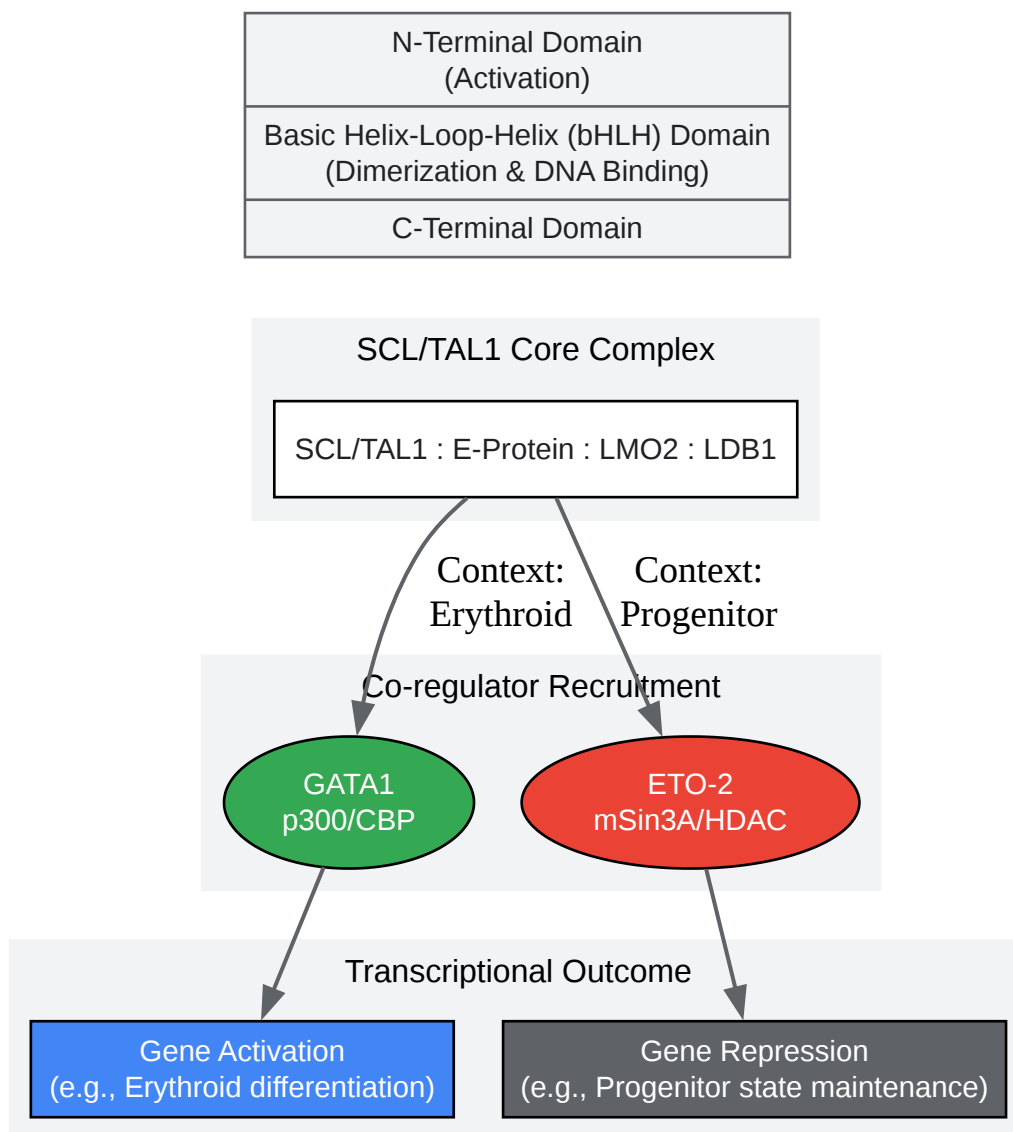 N-Terminal Domain
(Activation)
Basic Helix-Loop-Helix (bHLH) Domain
(Dimerization & DNA Binding)
C-Terminal Domain
SCL/TAL1 Core Complex
SCL/TAL1 : E-Protein : LMO2 : LDB1
Context:
Erythroid
Context:
Progenitor
Co-regulator Recruitment
GATA1
p300/CBP
ETO-2
mSin3A/HDAC
Transcriptional Outcome
Gene Activation
(e.g., Erythroid differentiation)
Gene Repression
(e.g., Progenitor state maintenance)